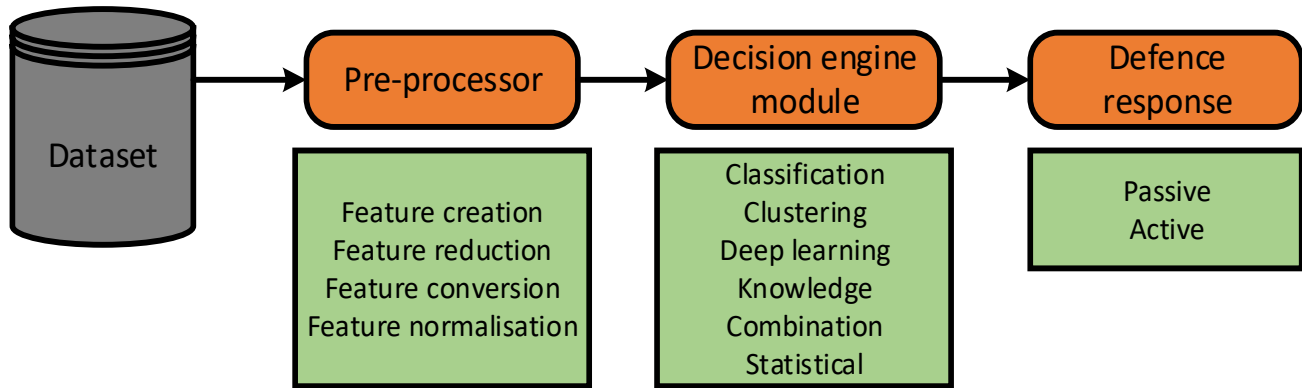 Dataset
Pre-processor
Feature creation
Feature reduction
Feature conversion
Feature normalisation
Decision engine
module
Classification
Clustering
Deep learning
Knowledge
Combination
Statistical
Defence
response
Passive
Active